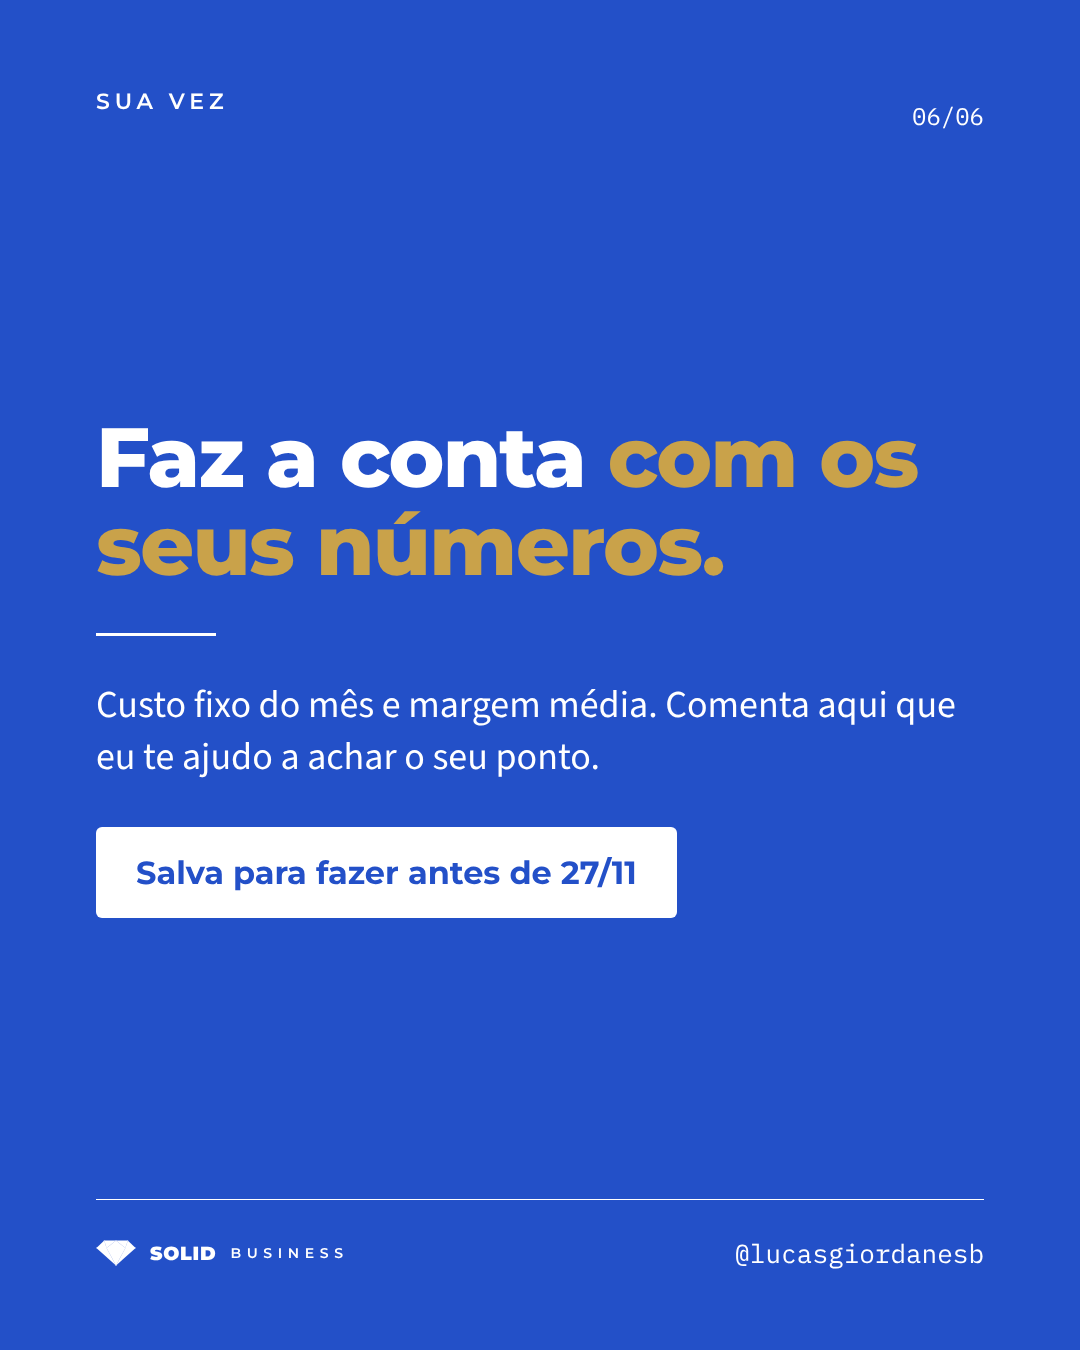 SUA VEZ
06/06
Faz a conta com os
seus números.
Custo fixo do mês e margem média. Comenta aqui que
eu te ajudo a achar o seu ponto.
Salva para fazer antes de 27/11
SOLID BUSINESS
@lucasgiordanesb